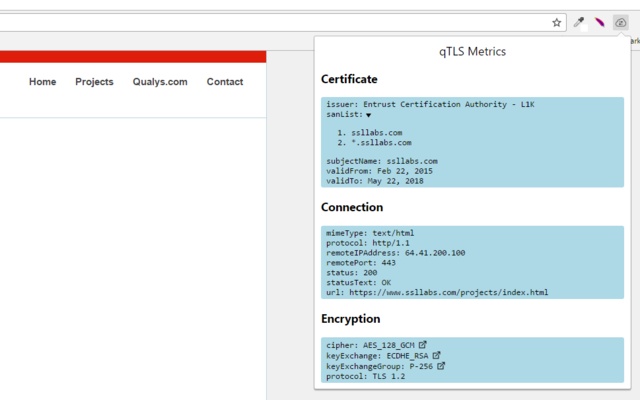 Home Projects Qualys.com Contact
qTLS Metrics
Certificate
issuer: Entrust Certification Authority - L1K
sanList:
1. ssllabs.com
2. *.ssllabs.com
subjectName: ssllabs.com
validFrom: Feb 22, 2015
validTo: May 22, 2018
Connection
mimeType: text/html
protocol: http/1.1
remoteIPAddress: 64.41.200.100
remotePort: 443
status: 200
statusText: OK
url: https://www.ssllabs.com/projects/index.html
Encryption
cipher: AES_128_GCM
keyExchange: ECDHE_RSA
keyExchangeGroup: P-256
protocol: TLS 1.2